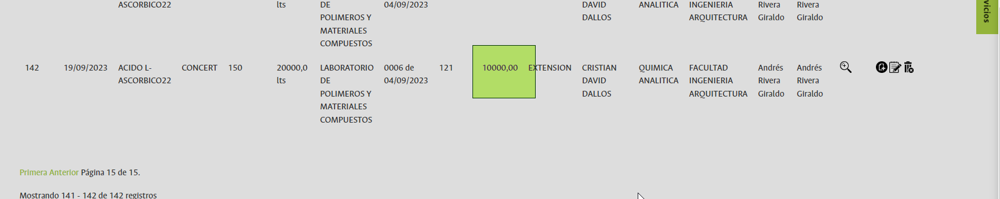 ASCORBICO22 lts DE 04/09/2023 DAVID ANALITICA INGENIERIA Rivera Rivera
POLIMEROS Y DALLOS ARQUITECTURA Giraldo Giraldo
MATERIALES
COMPUESTOS
142 19/09/2023 ACIDO L- CONCERT 150 20000,0 LABORATORIO 0006 de 121 10000,00 EXTENSION CRISTIAN QUIMICA FACULTAD Andrés Andrés
ASCORBICO22 lts DE 04/09/2023 DAVID ANALITICA INGENIERIA Rivera Rivera
POLIMEROS Y DALLOS ARQUITECTURA Giraldo Giraldo
MATERIALES
COMPUESTOS
Primera Anterior Página 15 de 15.
Mostrando 141 - 142 de 142 registros
vicios